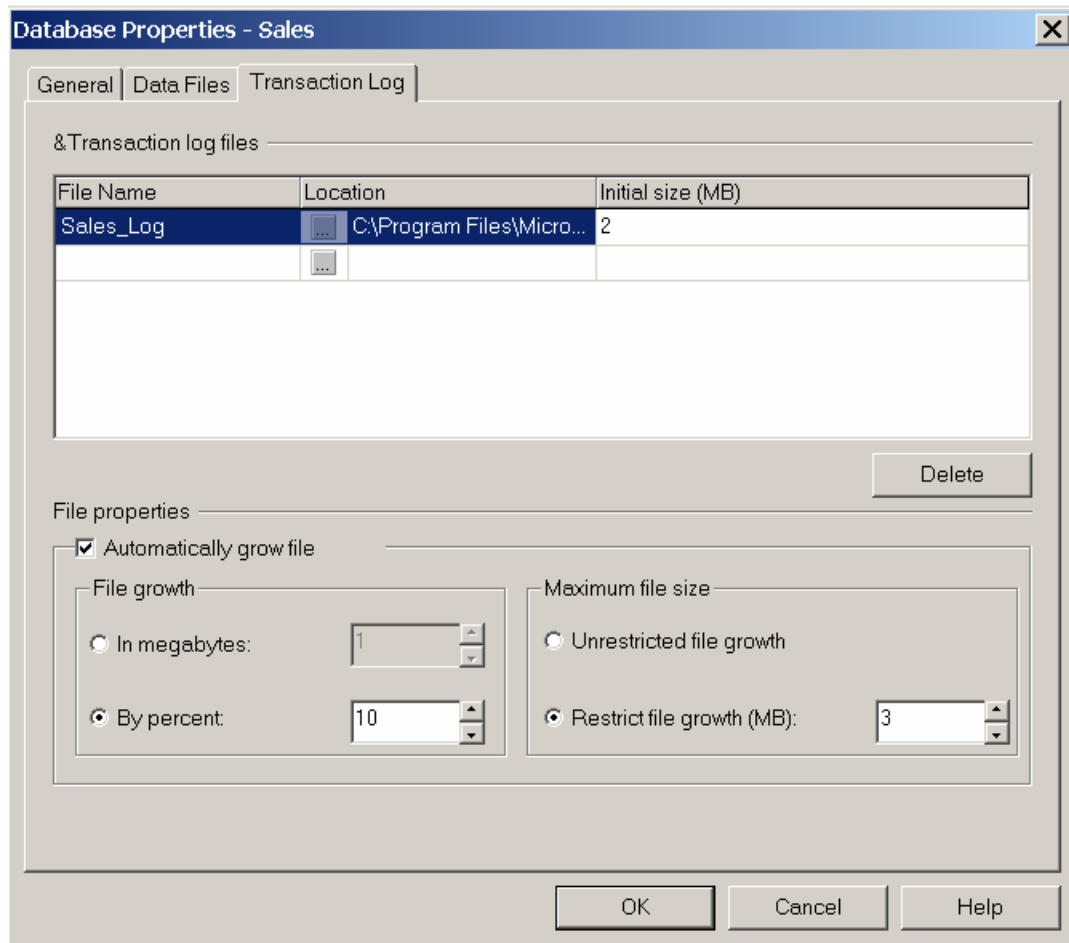 Database Properties - Sales
General Data Files Transaction Log
&Transaction log files
File Name Location Initial size (MB)
Sales_Log ... C:\Program Files\Micro... 2
...
Delete
File properties
Automatically grow file
File growth Maximum file size
In megabytes: 1 Unrestricted file growth
By percent: 10 Restrict file growth (MB): 3
OK Cancel Help